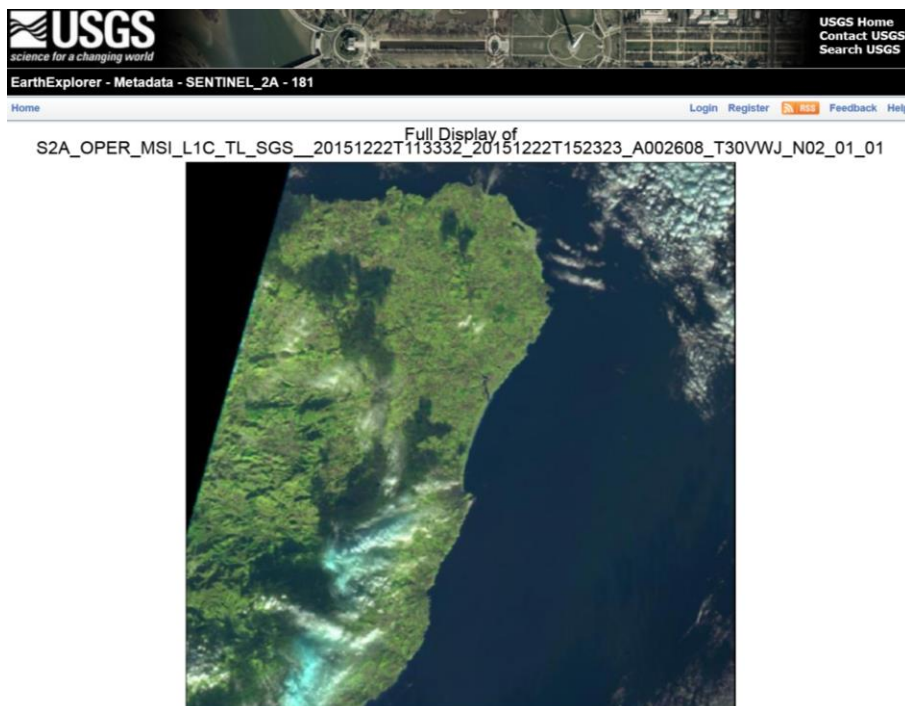 USGS
science for a changing world
USGS Home
Contact USGS
Search USGS
EarthExplorer - Metadata - SENTINEL_2A - 181
Home
Login Register RSS Feedback Help
Full Display of
S2A_OPER_MSI_L1C_TL_SGS__20151222T113332_20151222T152323_A002608_T30VWJ_N02_01_01